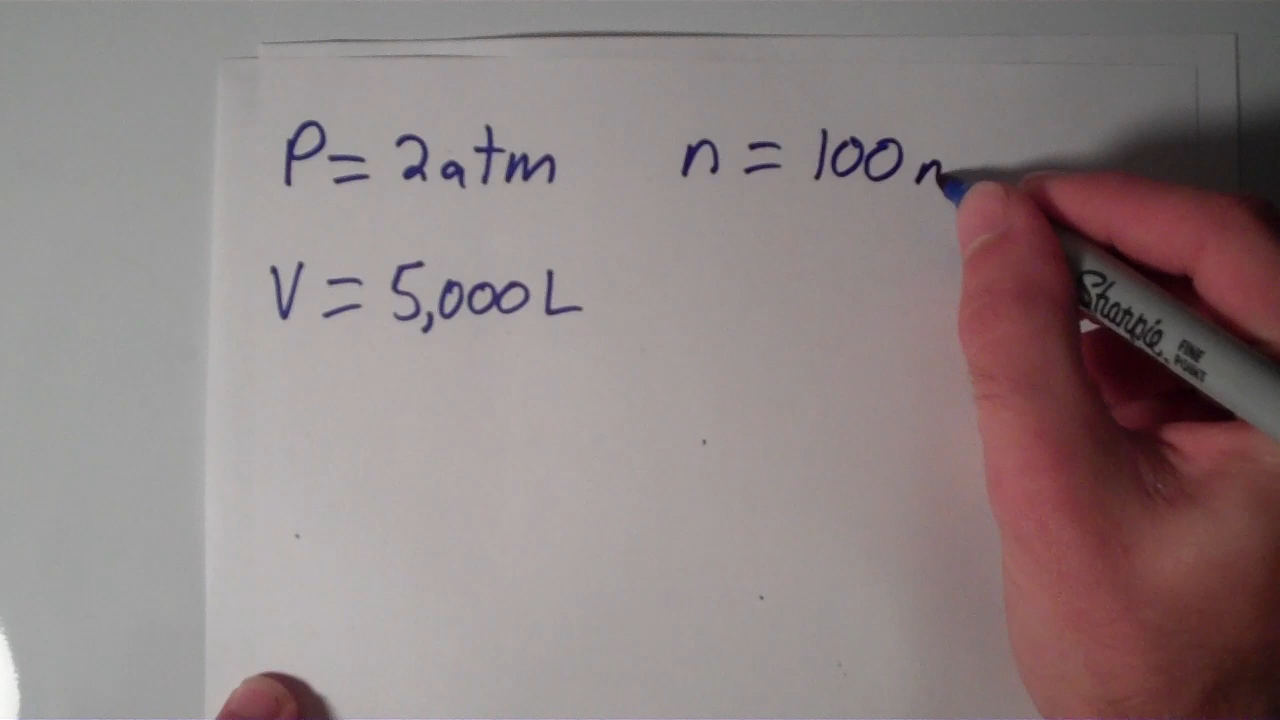 P = 2atm n = 100
V = 5,000L
Sharpie
FINE
POINT